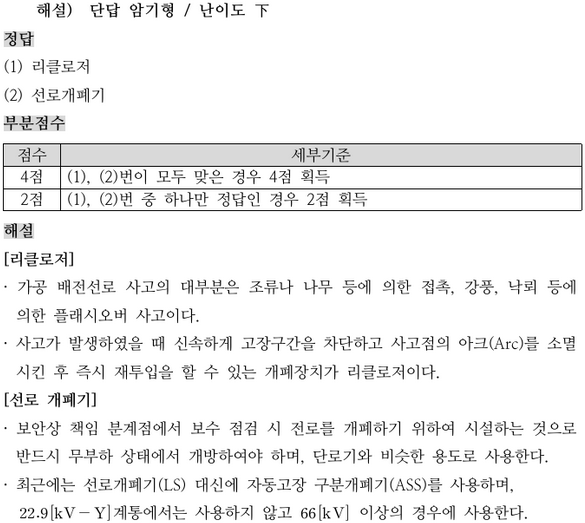 해설) 단답 암기형 / 난이도 下
정답
(1) 리클로저
(2) 선로개폐기
부분점수
점수 세부기준
4점 (1), (2)번이 모두 맞은 경우 4점 획득
2점 (1), (2)번 중 하나만 정답인 경우 2점 획득
해설
[리클로저]
· 가공 배전선로 사고의 대부분은 조류나 나무 등에 의한 접촉, 강풍, 낙뢰 등에
의한 플래시오버 사고이다.
· 사고가 발생하였을 때 신속하게 고장구간을 차단하고 사고점의 아크(Arc)를 소멸
시킨 후 즉시 재투입을 할 수 있는 개폐장치가 리클로저이다.
[선로 개폐기]
· 보안상 책임 분계점에서 보수 점검 시 전로를 개폐하기 위하여 시설하는 것으로
반드시 무부하 상태에서 개방하여야 하며, 단로기와 비슷한 용도로 사용한다.
· 최근에는 선로개폐기(LS) 대신에 자동고장 구분개폐기(ASS)를 사용하며,
22.9[kV-Y]계통에서는 사용하지 않고 66[kV] 이상의 경우에 사용한다.